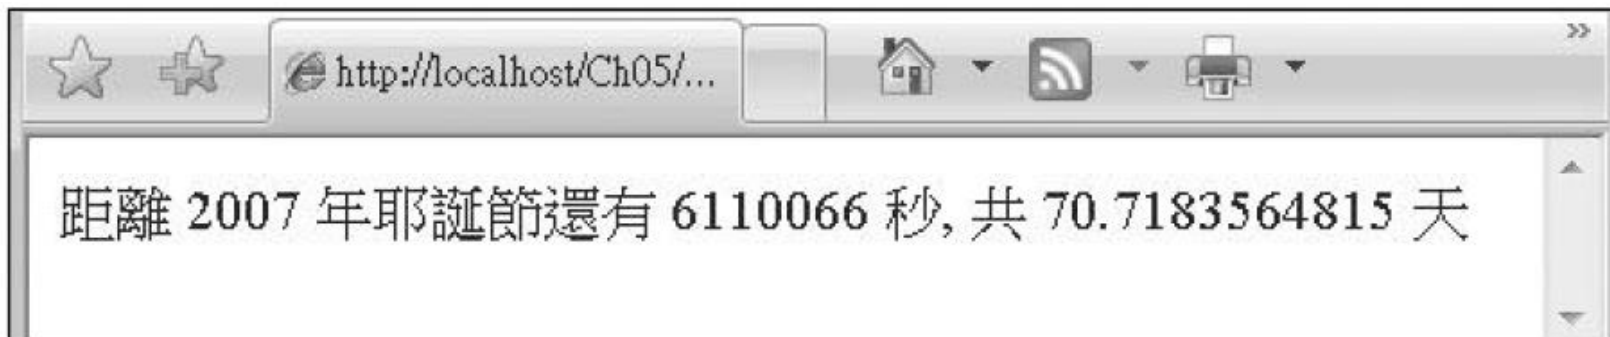 http://localhost/Ch05/...
距離 2007 年耶誕節還有 6110066 秒, 共 70.7183564815 天